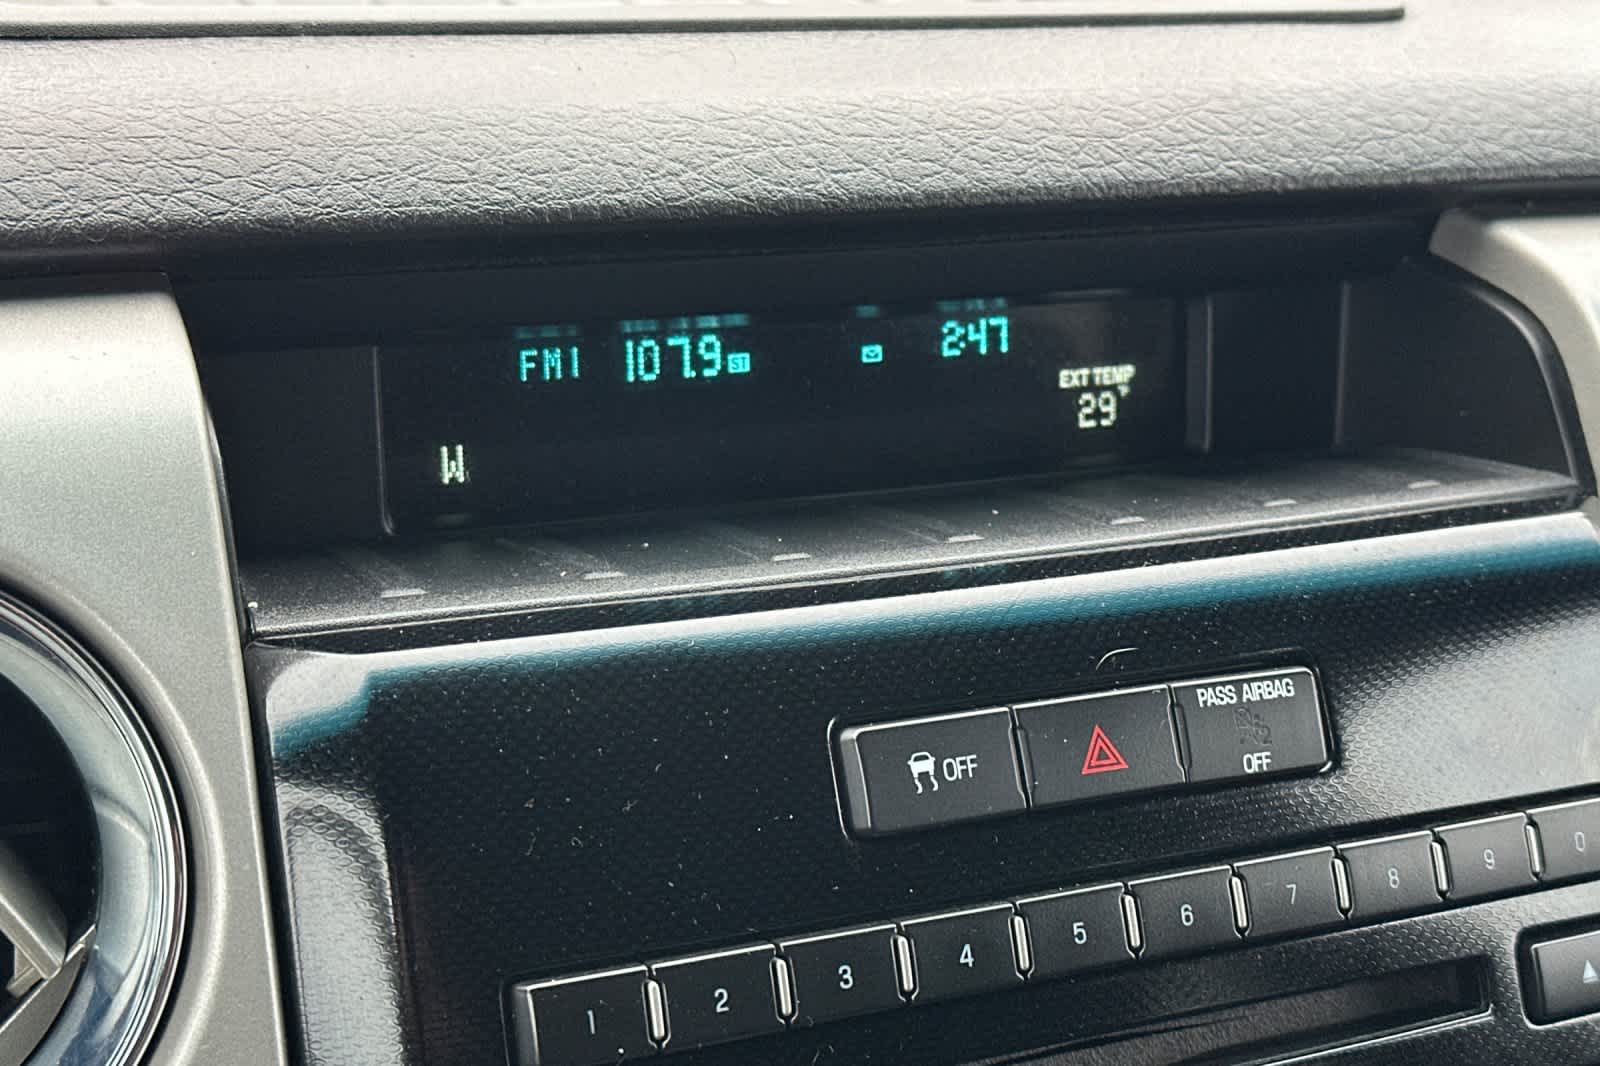 FM1 107.9 ST 2:47
EXT TEMP
29°F
W
PASS AIRBAG
OFF
OFF
1 2 3 4 5 6 7 8 9 0